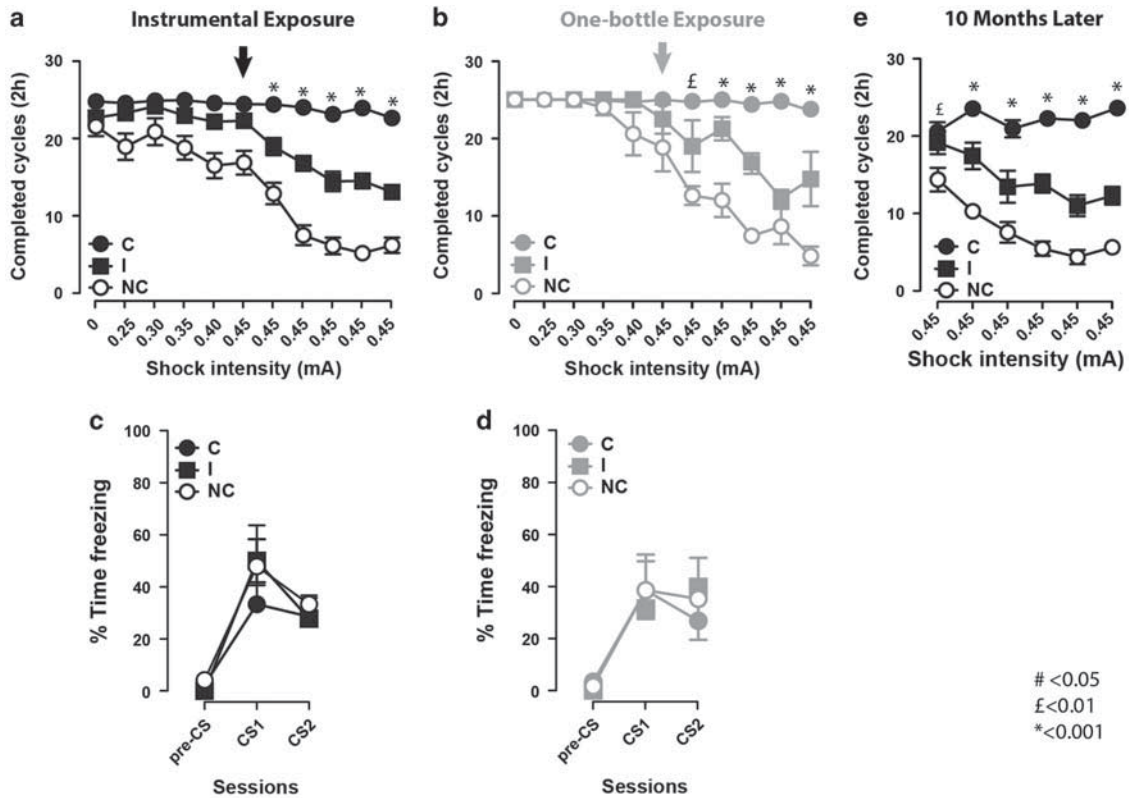 a Instrumental Exposure
Completed cycles (2h)
30
20
10
0
* * * * *
C
I
NC
0 0.25 0.30 0.35 0.40 0.45 0.45 0.45 0.45 0.45 0.45
Shock intensity (mA)
b One-bottle Exposure
Completed cycles (2h)
30
20
10
0
£ * * * *
C
I
NC
0 0.25 0.30 0.35 0.40 0.45 0.45 0.45 0.45 0.45 0.45
Shock intensity (mA)
e 10 Months Later
Completed cycles (2h)
30
20
10
0
£ * * * * *
C
I
NC
0.45 0.45 0.45 0.45 0.45 0.45
Shock intensity (mA)
c
% Time freezing
100
80
60
40
20
0
C
I
NC
pre-CS CS1 CS2
Sessions
d
% Time freezing
100
80
60
40
20
0
C
I
NC
pre-CS CS1 CS2
Sessions
# <0.05
£<0.01
*<0.001